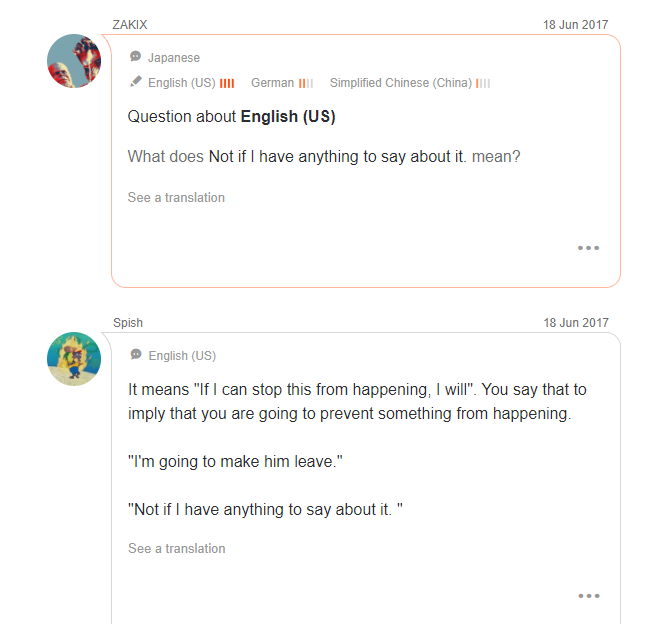 ZAKIX 18 Jun 2017
Japanese
English (US) German Simplified Chinese (China)
Question about English (US)
What does Not if I have anything to say about it. mean?
See a translation
Spish 18 Jun 2017
English (US)
It means "If I can stop this from happening, I will". You say that to
imply that you are going to prevent something from happening.
"I'm going to make him leave."
"Not if I have anything to say about it. "
See a translation